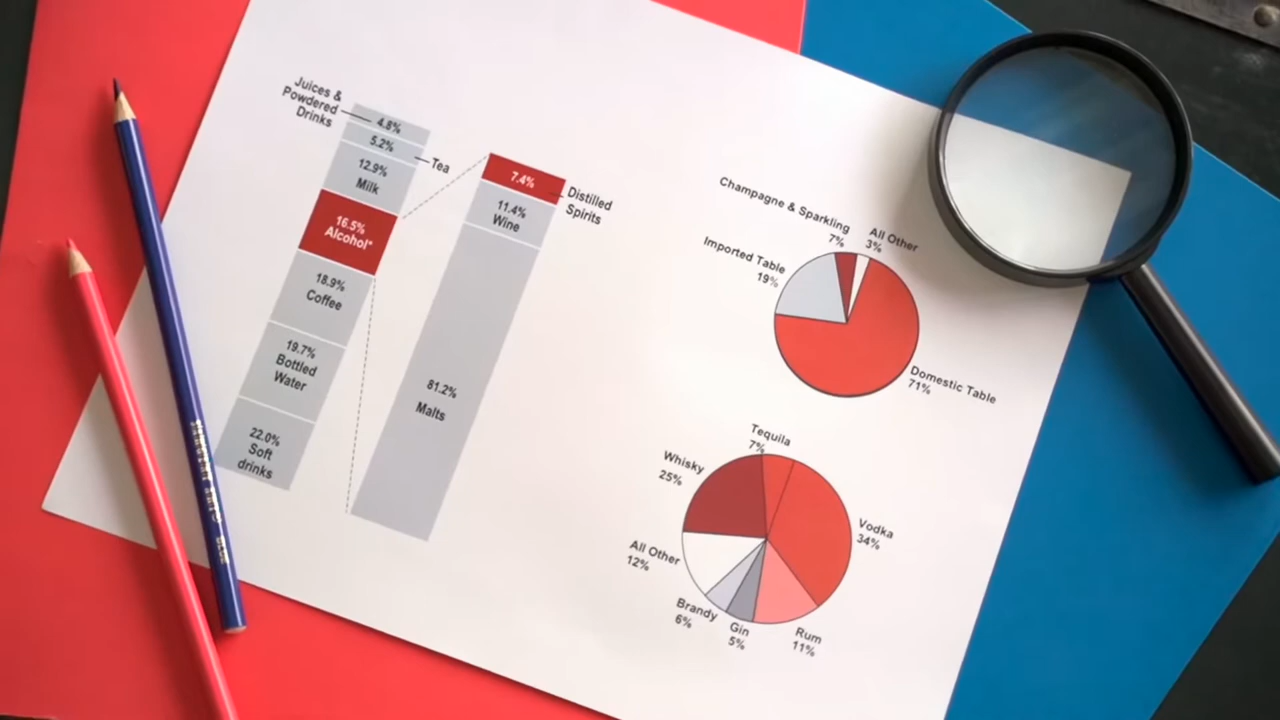 Juices &
Powdered
Drinks
4.8%
5.2%
Tea
12.9%
Milk
16.5%
Alcohol*
18.9%
Coffee
19.7%
Bottled
Water
22.0%
Soft
drinks
7.4%
Distilled
Spirits
11.4%
Wine
81.2%
Malts
Champagne & Sparkling
7%
All Other
3%
Imported Table
19%
Domestic Table
71%
Tequila
7%
Whisky
25%
Vodka
34%
All Other
12%
Brandy
6%
Gin
5%
Rum
11%